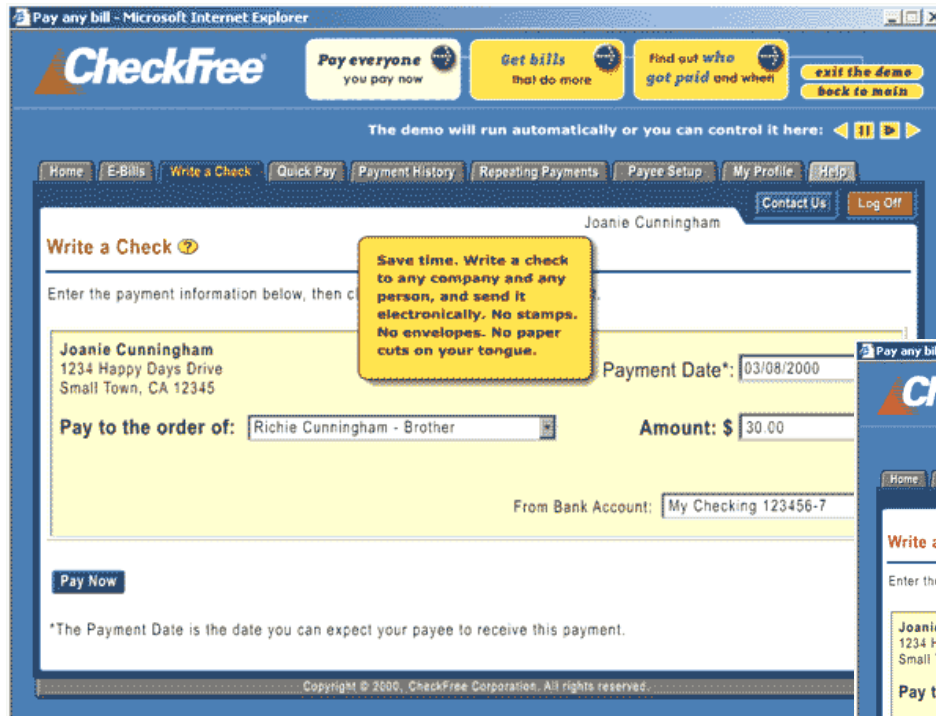 Pay any bill - Microsoft Internet Explorer
CheckFree
Pay everyone
you pay now
Get bills
that do more
Find out who
got paid and when
exit the demo
back to main
The demo will run automatically or you can control it here:
Home E-Bills Write a Check Quick Pay Payment History Repeating Payments Payee Setup My Profile Help
Contact Us Log Off
Joanie Cunningham
Write a Check ?
Save time. Write a check
to any company and any
person, and send it
electronically. No stamps.
No envelopes. No paper
cuts on your tongue.
Enter the payment information below, then cl
Joanie Cunningham
1234 Happy Days Drive
Small Town, CA 12345
Payment Date*: 03/08/2000
Pay to the order of: Richie Cunningham - Brother
Amount: $ 30.00
From Bank Account: My Checking 123456-7
Pay Now
*The Payment Date is the date you can expect your payee to receive this payment.
Copyright © 2000, CheckFree Corporation. All rights reserved.
Pay any bil
Ch
Home
Write a
Enter the
Joanie
1234 H
Small T
Pay t